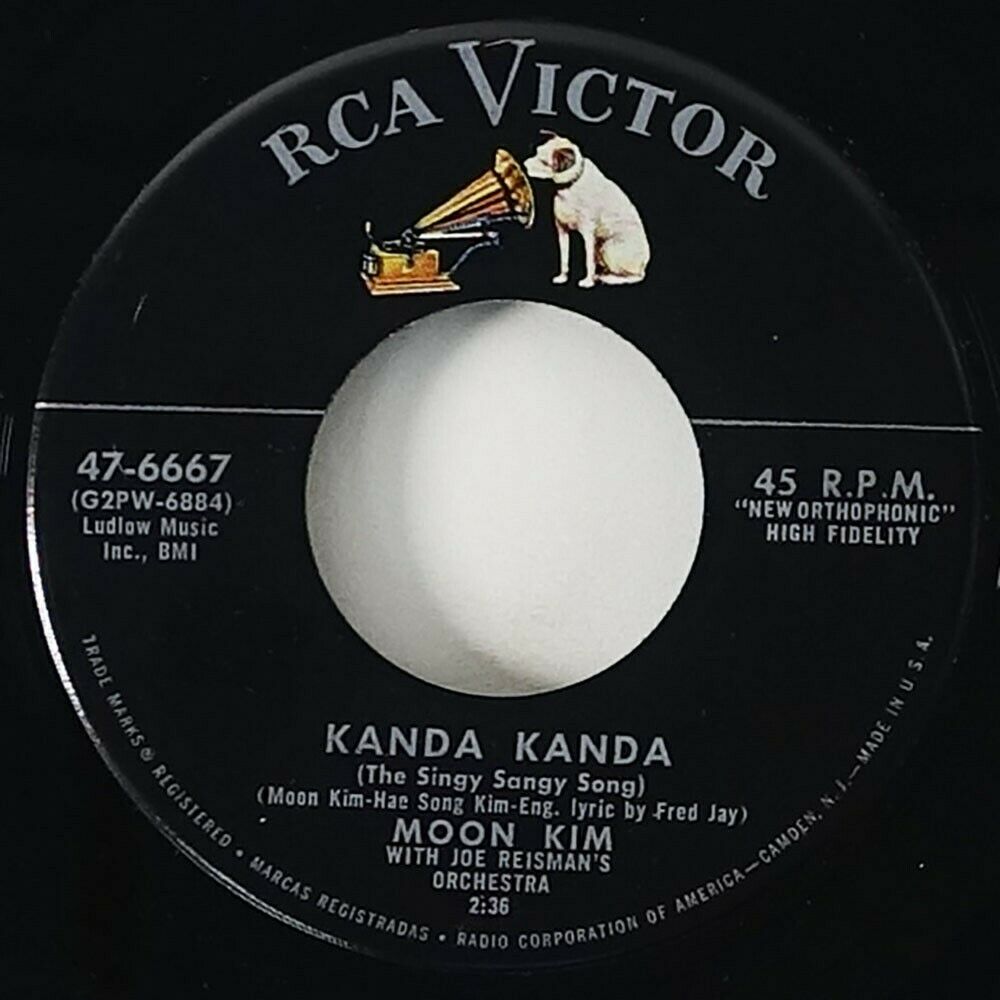 RCA VICTOR
47-6667
(G2PW-6884)
Ludlow Music
Inc., BMI
45 R.P.M.
"NEW ORTHOPHONIC"
HIGH FIDELITY
KANDA KANDA
(The Singy Sangy Song)
(Moon Kim-Hae Song Kim-Eng. lyric by Fred Jay)
MOON KIM
WITH JOE REISMAN'S
ORCHESTRA
2:36
TRADE MARKS® REGISTERED • MARCAS REGISTRADAS • RADIO CORPORATION OF AMERICA—CAMDEN, N. J.—MADE IN U. S. A.